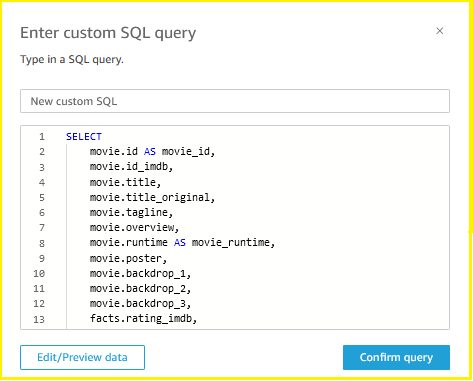 Enter custom SQL query ×
Type in a SQL query.
New custom SQL
1 SELECT
2 movie.id AS movie_id,
3 movie.id_imdb,
4 movie.title,
5 movie.title_original,
6 movie.tagline,
7 movie.overview,
8 movie.runtime AS movie_runtime,
9 movie.poster,
10 movie.backdrop_1,
11 movie.backdrop_2,
12 movie.backdrop_3,
13 facts.rating_imdb,
Edit/Preview data Confirm query